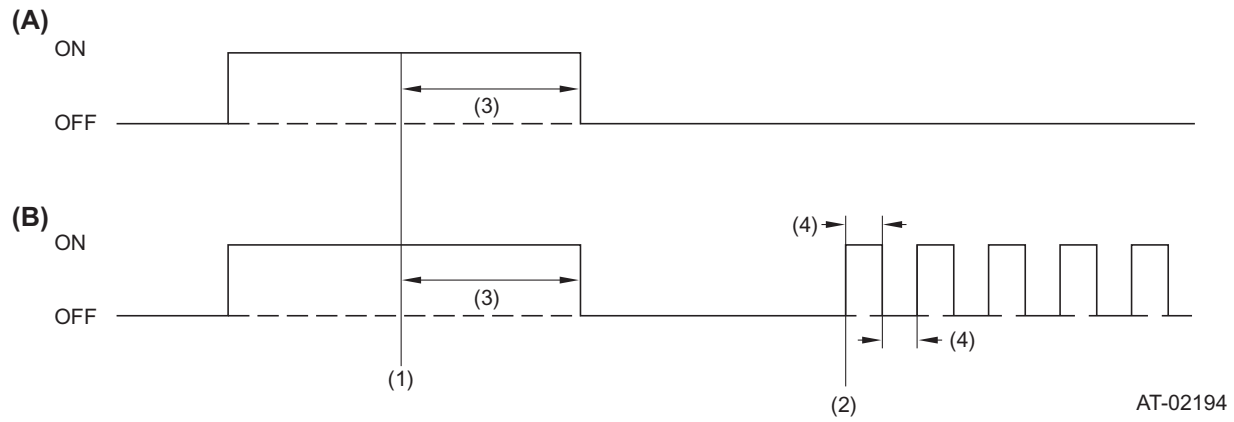 (A)
ON
(3)
OFF
(B)
(4)
ON
(3)
OFF
(4)
(1)
(2)
AT-02194